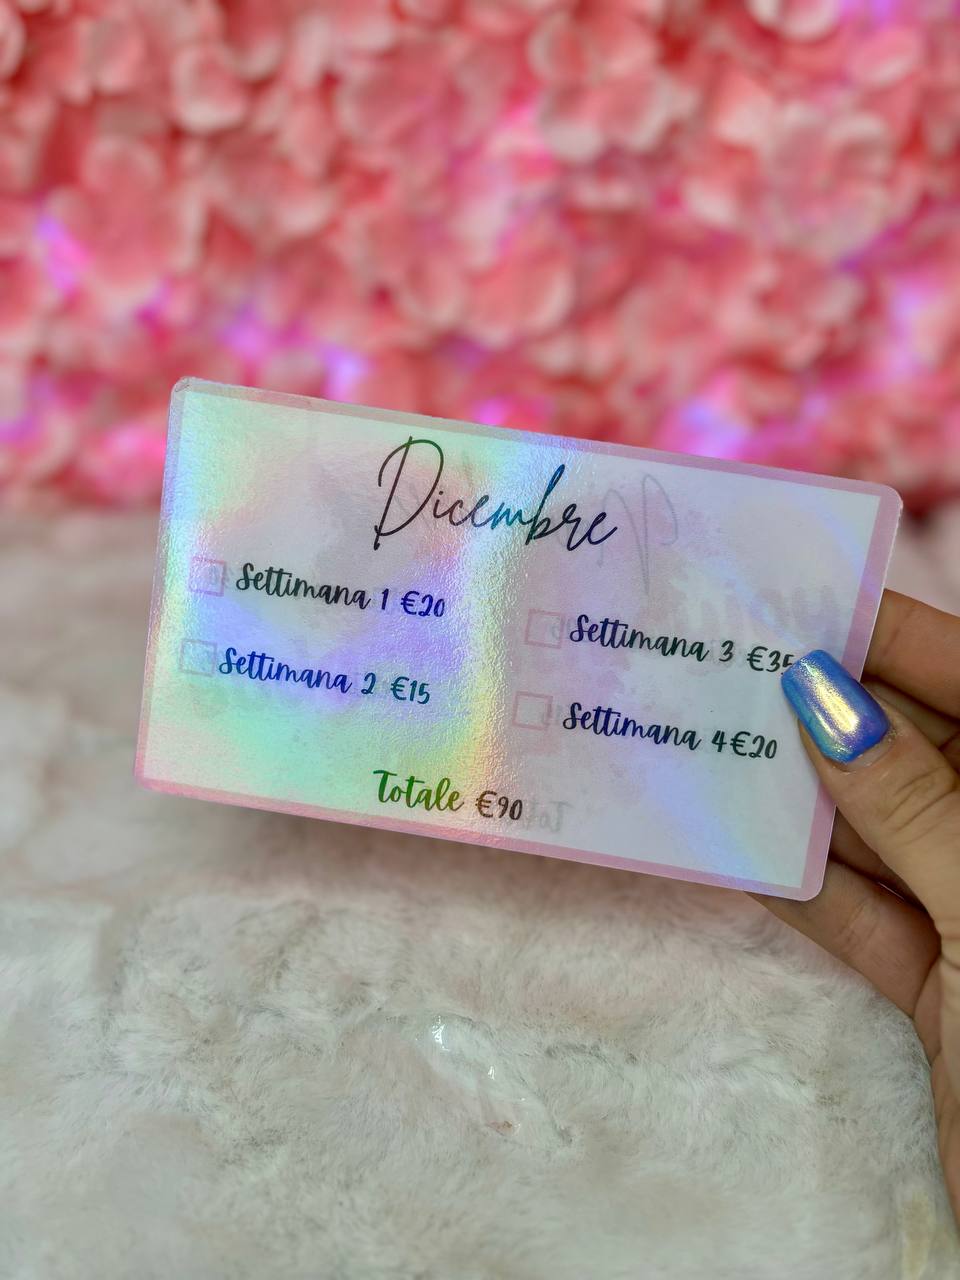 Dicembre
Settimana 1 €20
Settimana 2 €15
Settimana 3 €35
Settimana 4€20
Totale €90